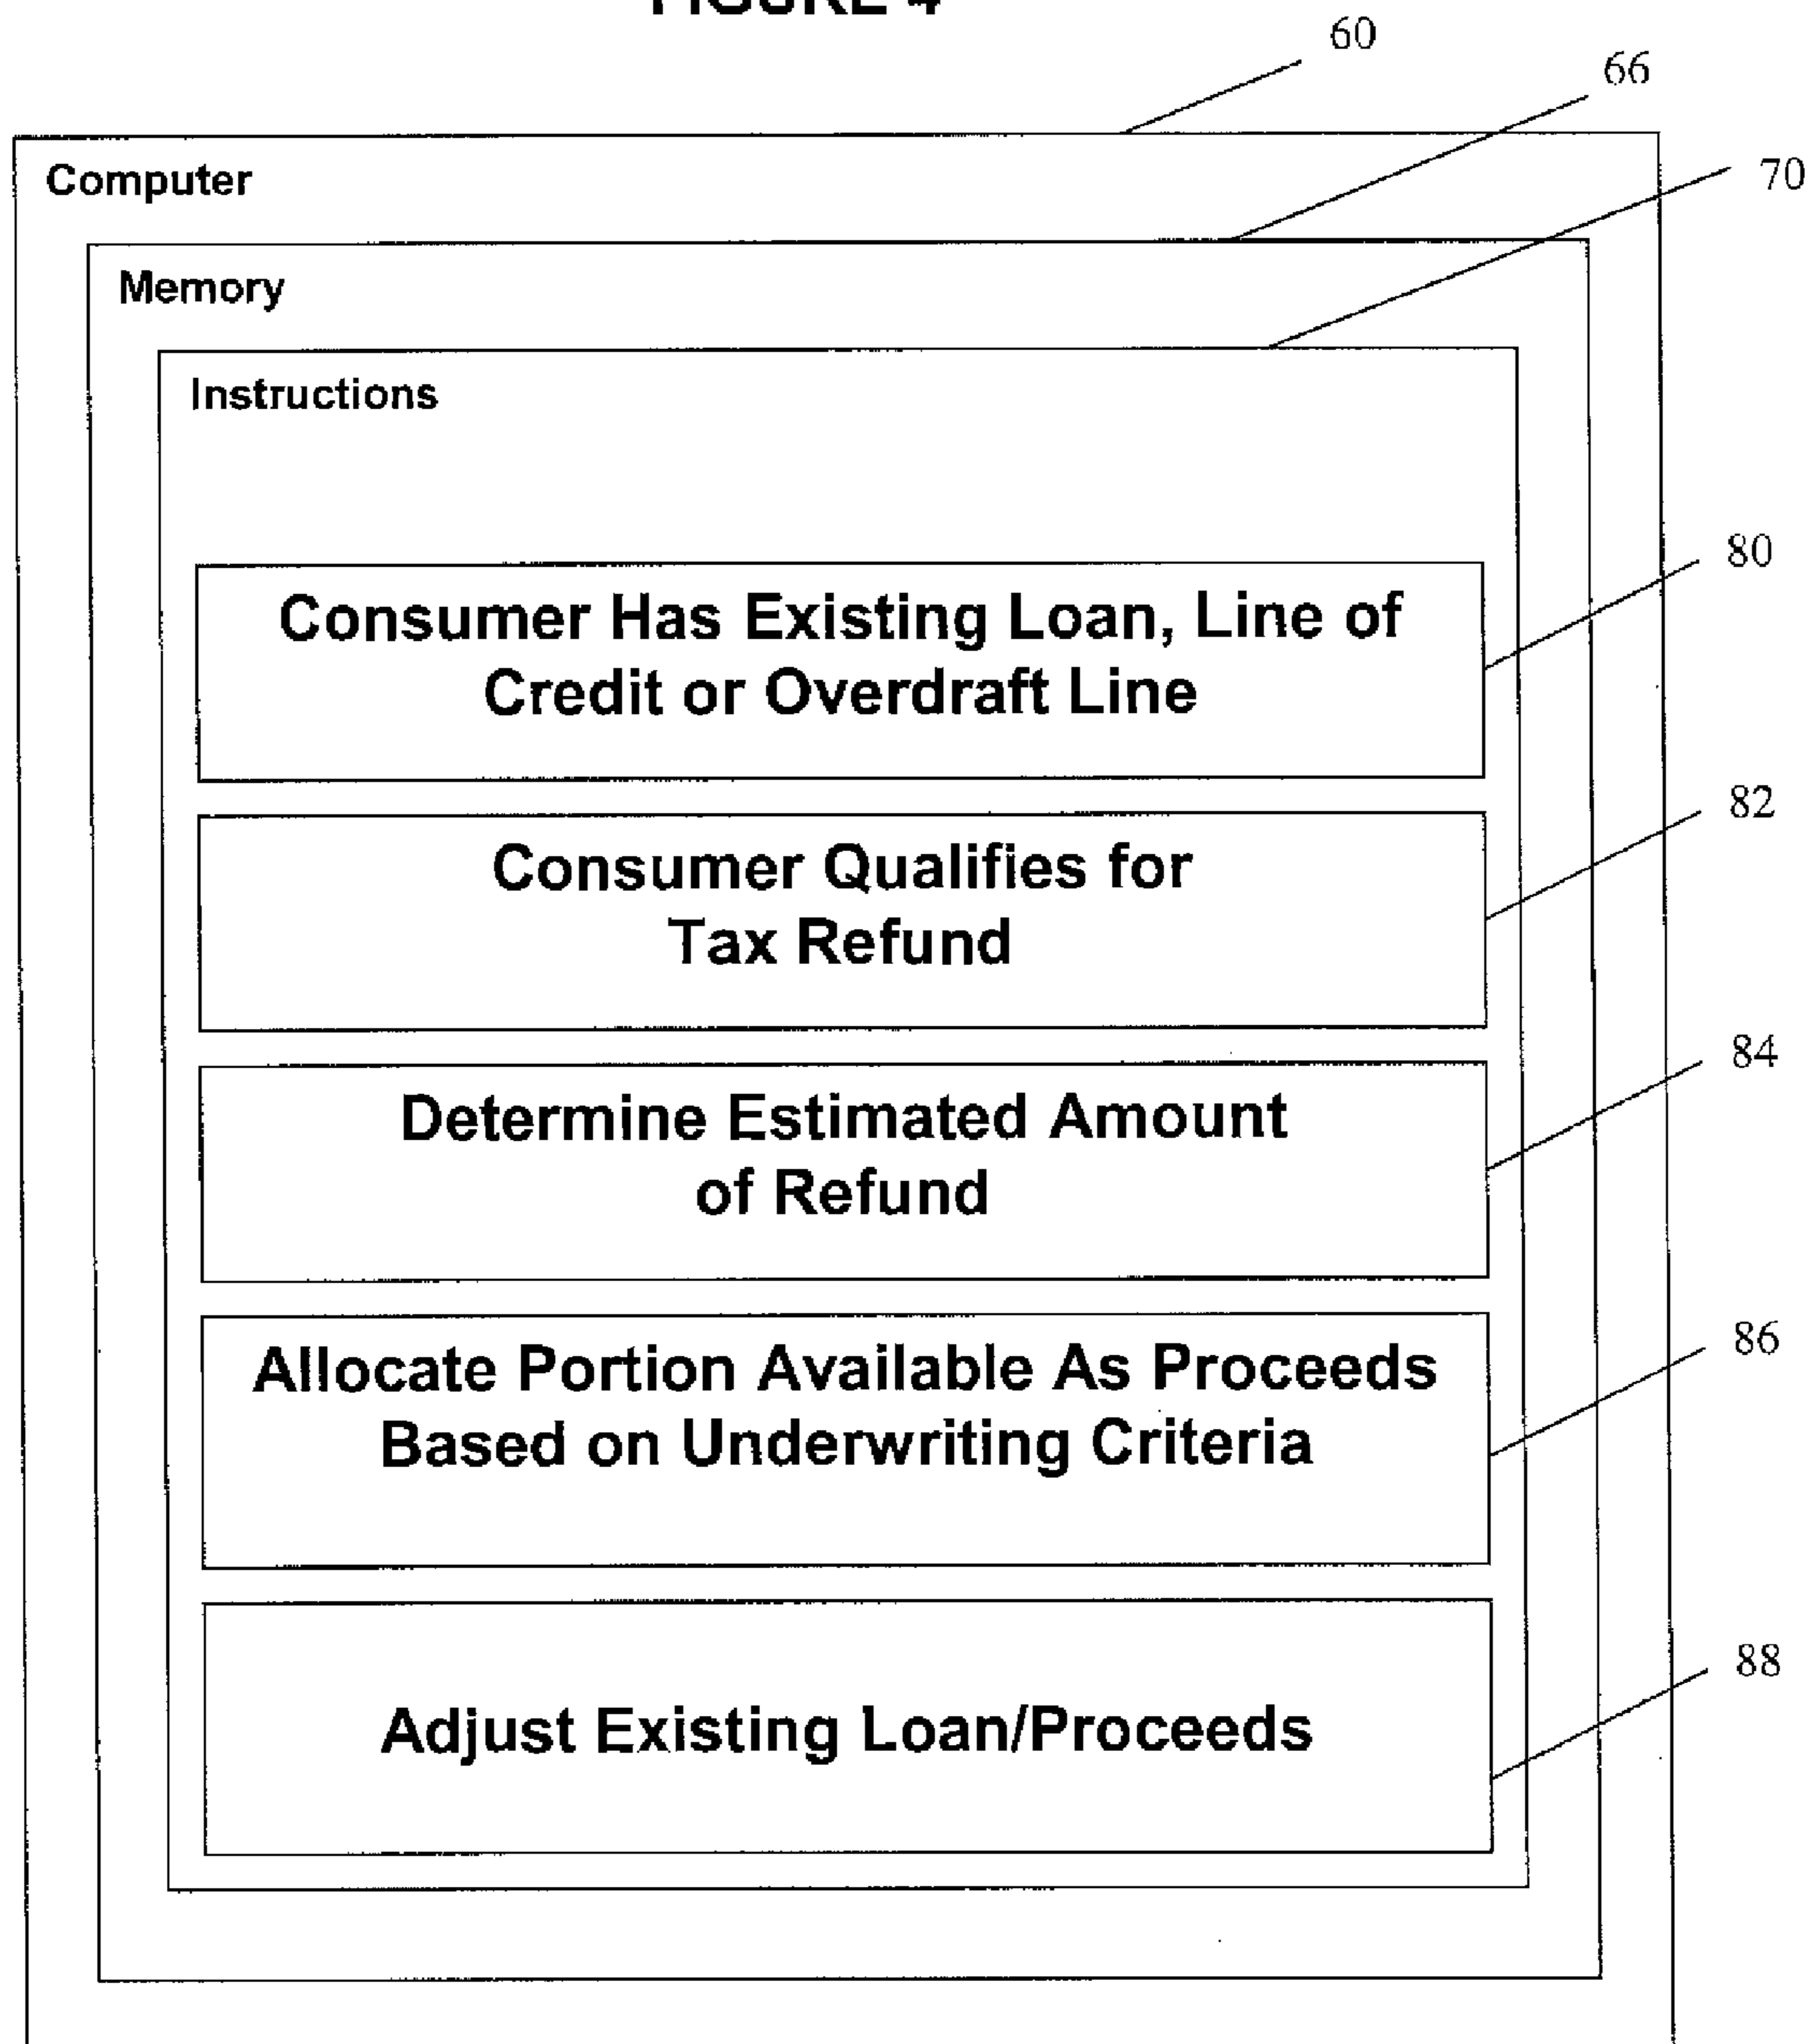 FIGURE 4
60
66
Computer
70
Memory
Instructions
80
Consumer Has Existing Loan, Line of
Credit or Overdraft Line
82
Consumer Qualifies for
Tax Refund
84
Determine Estimated Amount
of Refund
86
Allocate Portion Available As Proceeds
Based on Underwriting Criteria
88
Adjust Existing Loan/Proceeds